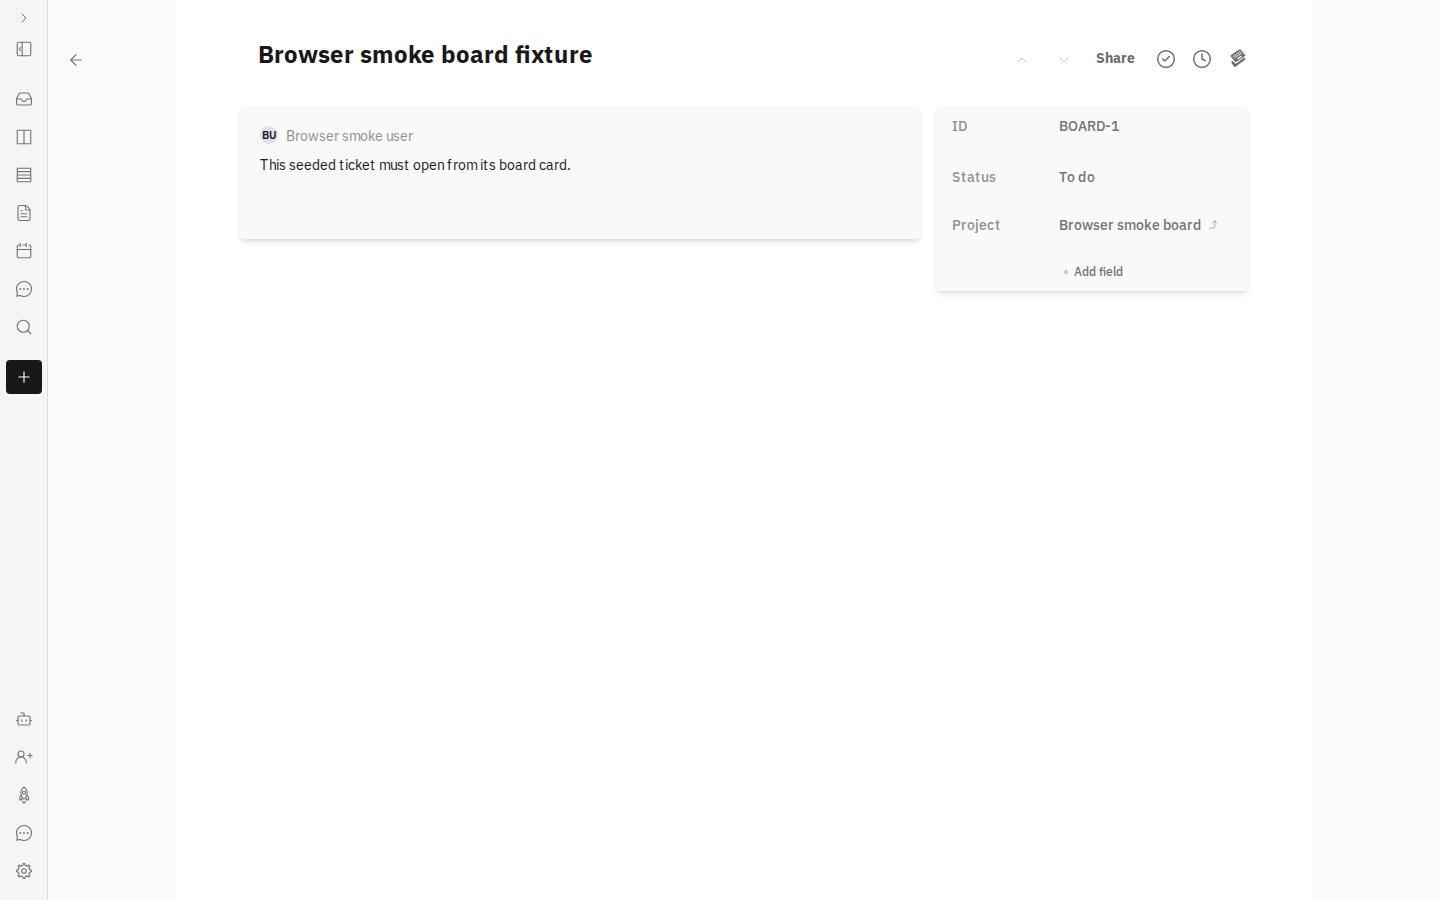 Browser smoke board fixture
Share
BU Browser smoke user
This seeded ticket must open from its board card.
ID BOARD-1
Status To do
Project Browser smoke board
+ Add field